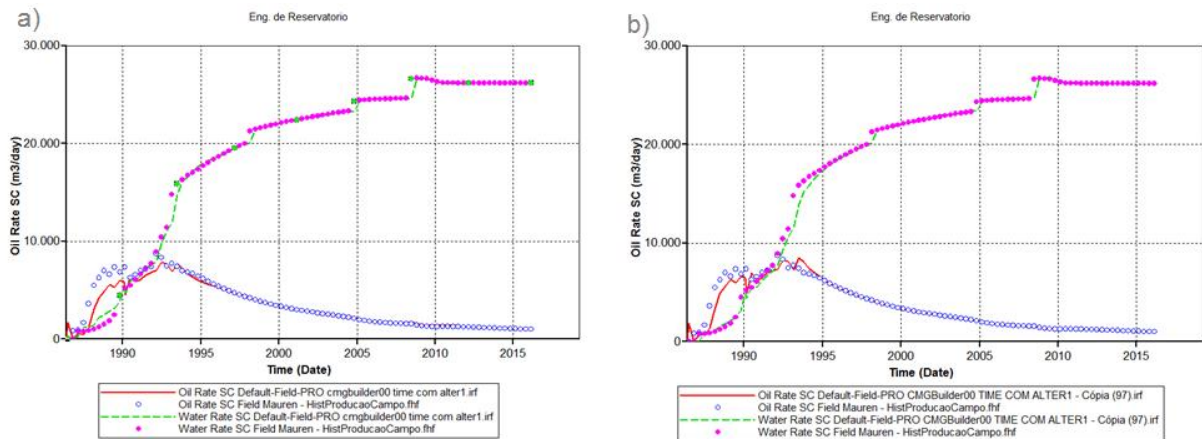 a)
Eng. de Reservatorio
30.000
20.000
10.000
0
Oil Rate SC (m3/day)
1990 1995 2000 2005 2010 2015
Time (Date)
Oil Rate SC Default-Field-PRO cmgbuilder00 time com alter1.irf
Oil Rate SC Field Mauren - HistProducaoCampo.fhf
Water Rate SC Default-Field-PRO cmgbuilder00 time com alter1.irf
Water Rate SC Field Mauren - HistProducaoCampo.fhf
b)
Eng. de Reservatorio
30.000
20.000
10.000
0
Oil Rate SC (m3/day)
1990 1995 2000 2005 2010 2015
Time (Date)
Oil Rate SC Default-Field-PRO CMGBuilder00 TIME COM ALTER1 - Cópia (97).irf
Oil Rate SC Field Mauren - HistProducaoCampo.fhf
Water Rate SC Default-Field-PRO CMGBuilder00 TIME COM ALTER1 - Cópia (97).irf
Water Rate SC Field Mauren - HistProducaoCampo.fhf